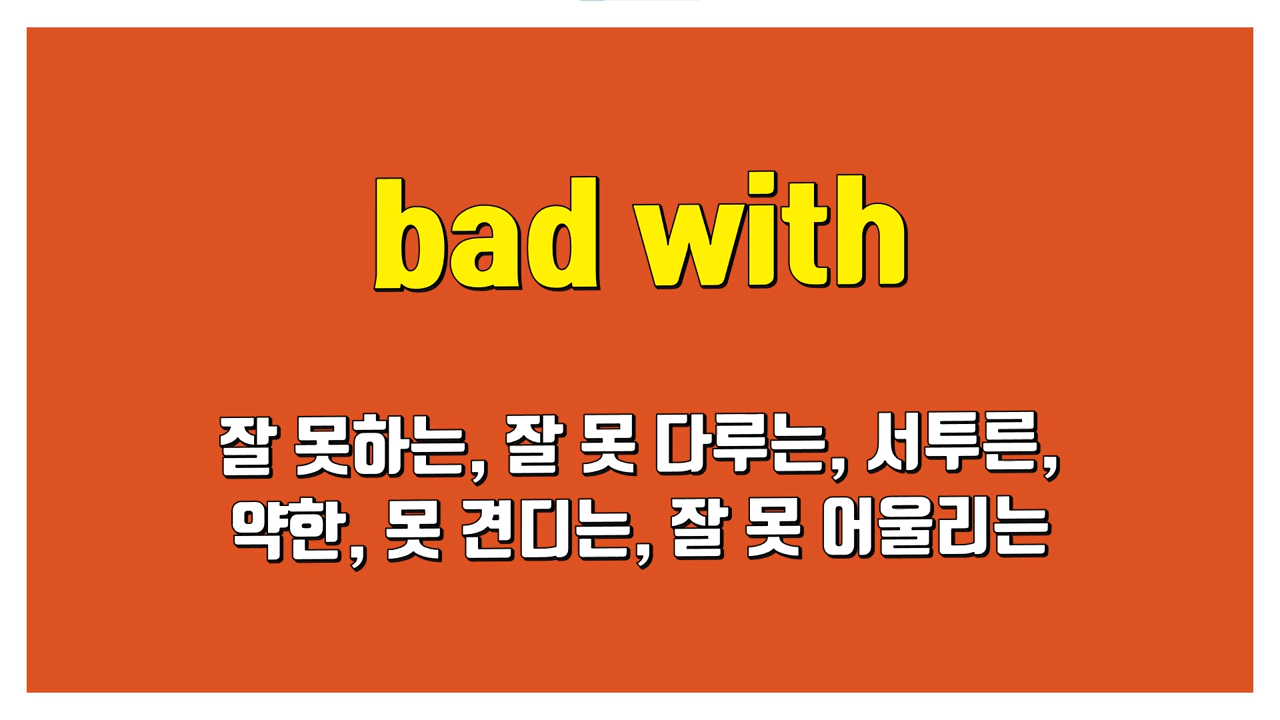 bad with
잘 못하는, 잘 못 다루는, 서투른,
약한, 못 견디는, 잘 못 어울리는